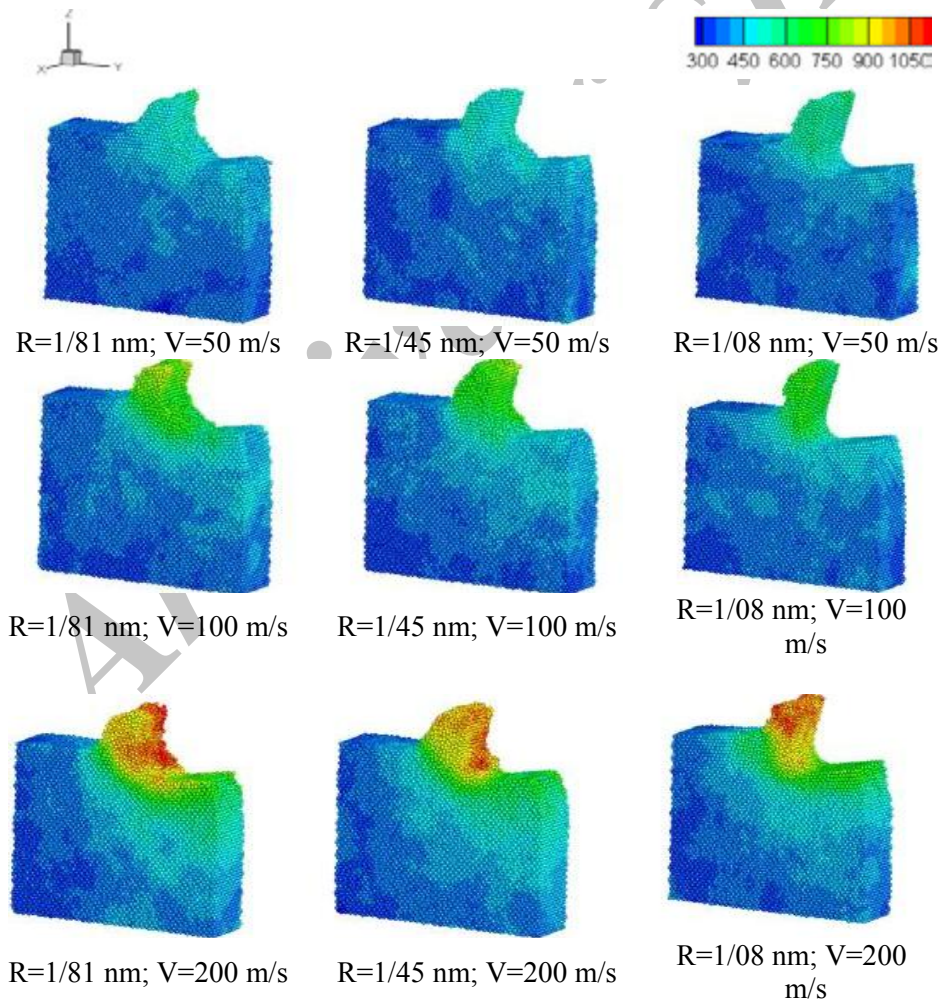 Z
X
Y
300 450 600 750 900 105
R=1/81 nm; V=50 m/s
R=1/45 nm; V=50 m/s
R=1/08 nm; V=50 m/s
R=1/81 nm; V=100 m/s
R=1/45 nm; V=100 m/s
R=1/08 nm; V=100
m/s
R=1/81 nm; V=200 m/s
R=1/45 nm; V=200 m/s
R=1/08 nm; V=200
m/s